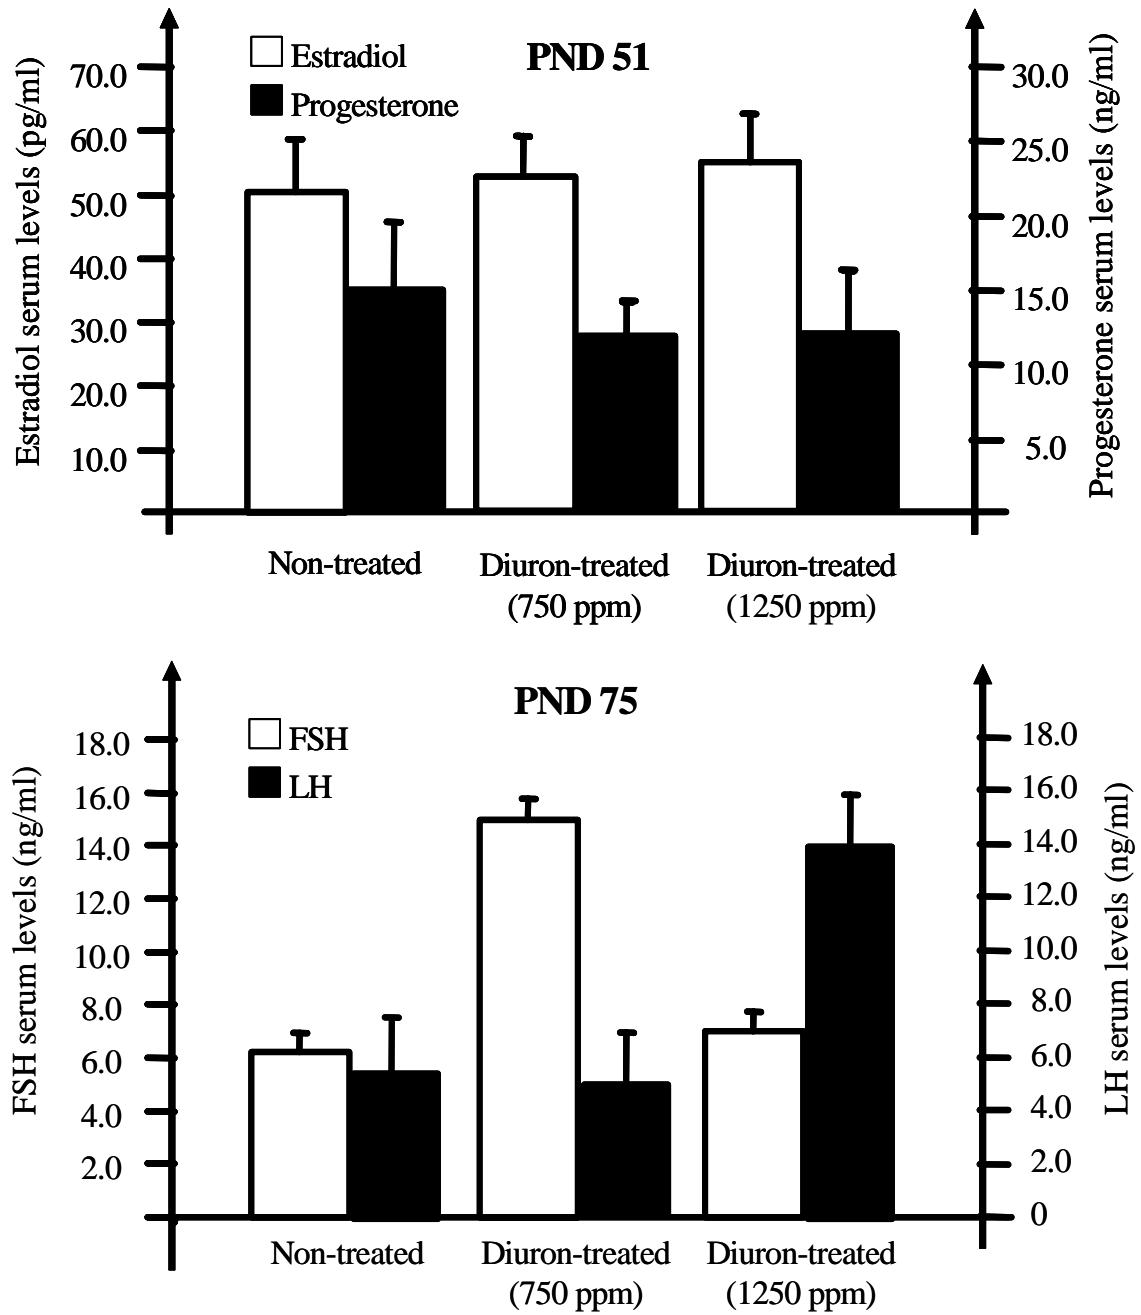 PND 51
Estradiol
Progesterone
Estradiol serum levels (pg/ml)
70.0
60.0
50.0
40.0
30.0
20.0
10.0
Progesterone serum levels (ng/ml)
30.0
25.0
20.0
15.0
10.0
5.0
Non-treated
Diuron-treated
(750 ppm)
Diuron-treated
(1250 ppm)
PND 75
FSH
LH
FSH serum levels (ng/ml)
18.0
16.0
14.0
12.0
10.0
8.0
6.0
4.0
2.0
LH serum levels (ng/ml)
18.0
16.0
14.0
12.0
10.0
8.0
6.0
4.0
2.0
0
Non-treated
Diuron-treated
(750 ppm)
Diuron-treated
(1250 ppm)